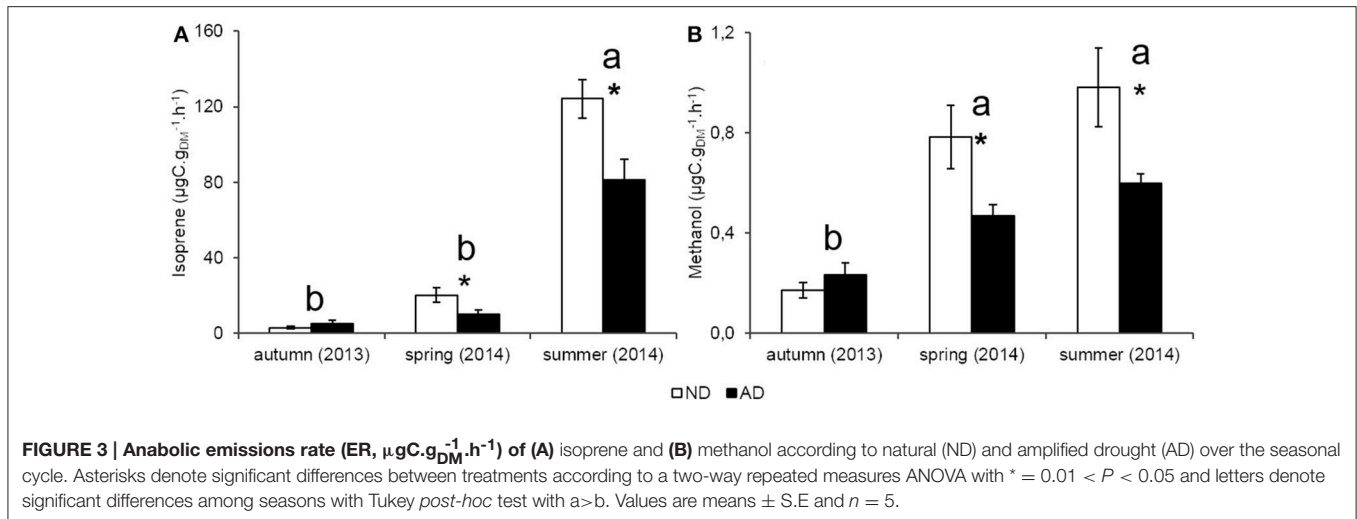 A
B
160
120
80
40
0
Isoprene (µgC.gDM-1.h-1)
b
b
*
a
*
autumn (2013) spring (2014) summer (2014)
1,2
0,8
0,4
0,0
Methanol (µgC.gDM-1.h-1)
b
a
*
a
*
autumn (2013) spring (2014) summer (2014)
ND AD
FIGURE 3 | Anabolic emissions rate (ER, µgC.gDM-1.h-1) of (A) isoprene and (B) methanol according to natural (ND) and amplified drought (AD) over the seasonal
cycle. Asterisks denote significant differences between treatments according to a two-way repeated measures ANOVA with * = 0.01 < P < 0.05 and letters denote
significant differences among seasons with Tukey post-hoc test with a>b. Values are means ± S.E and n = 5.